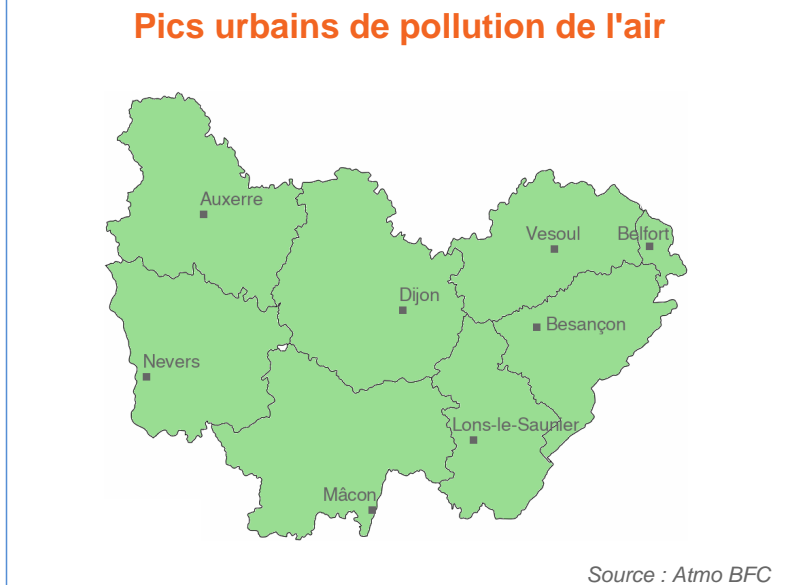 Pics urbains de pollution de l'air
Auxerre
Vesoul
Belfort
Dijon
Besançon
Nevers
Lons-le-Saunier
Mâcon
Source : Atmo BFC